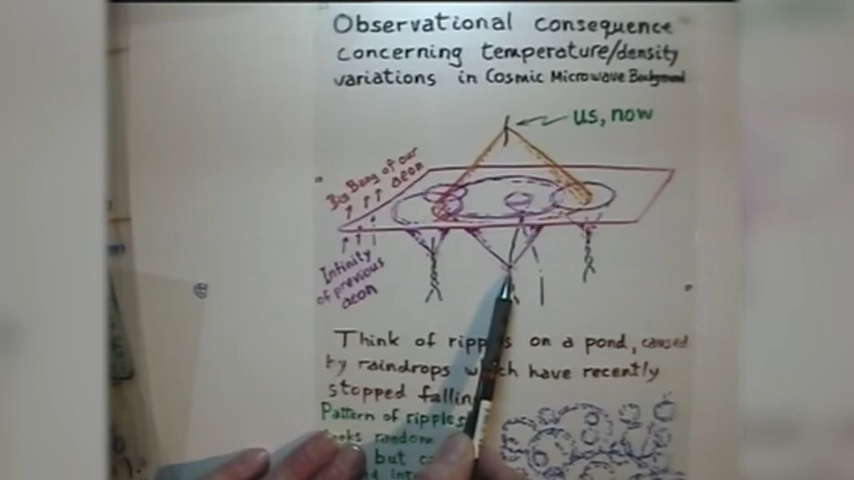 Observational consequence
concerning temperature/density
variations in Cosmic Microwave Background
us, now
Big Bang of our
aeon
Infinity
of previous
aeon
Think of ripples on a pond, caused
by raindrops which have recently
stopped falling
Pattern of ripples
looks random
but